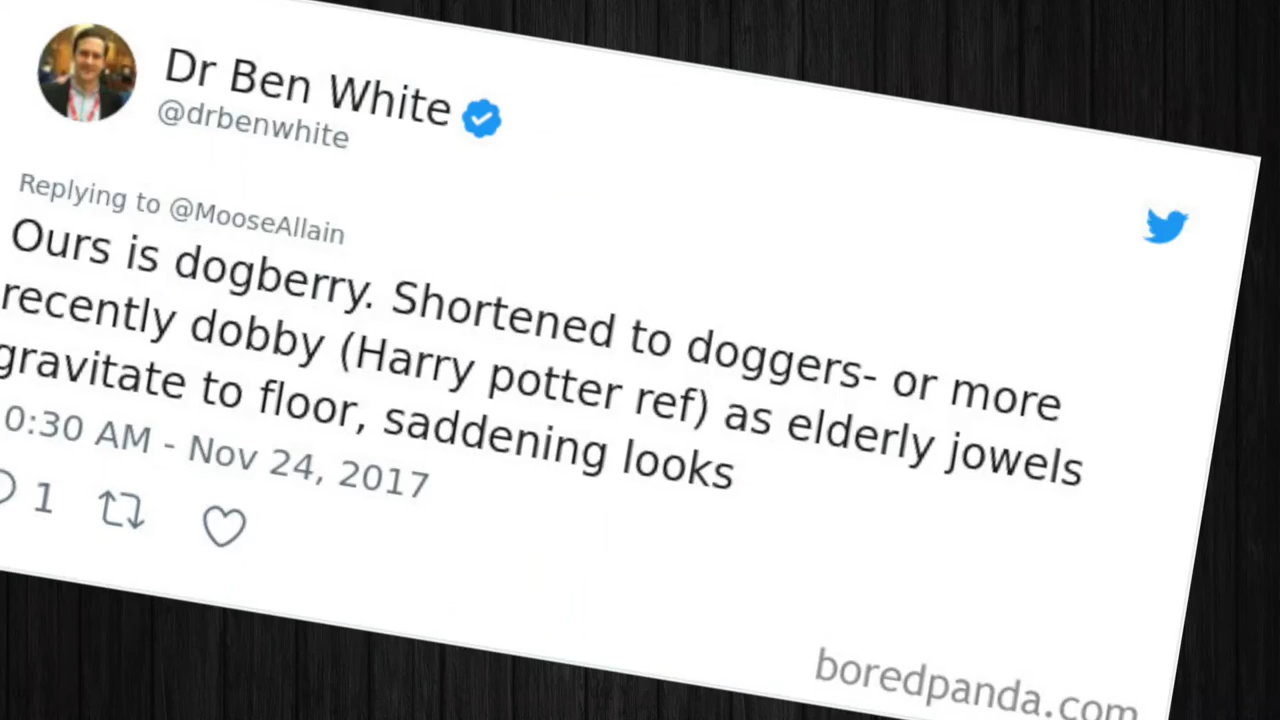 Dr Ben White
@drbenwhite
Replying to @MooseAllain
Ours is dogberry. Shortened to doggers- or more
recently dobby (Harry potter ref) as elderly jowels
gravitate to floor, saddening looks
0:30 AM - Nov 24, 2017
1
boredpanda.com